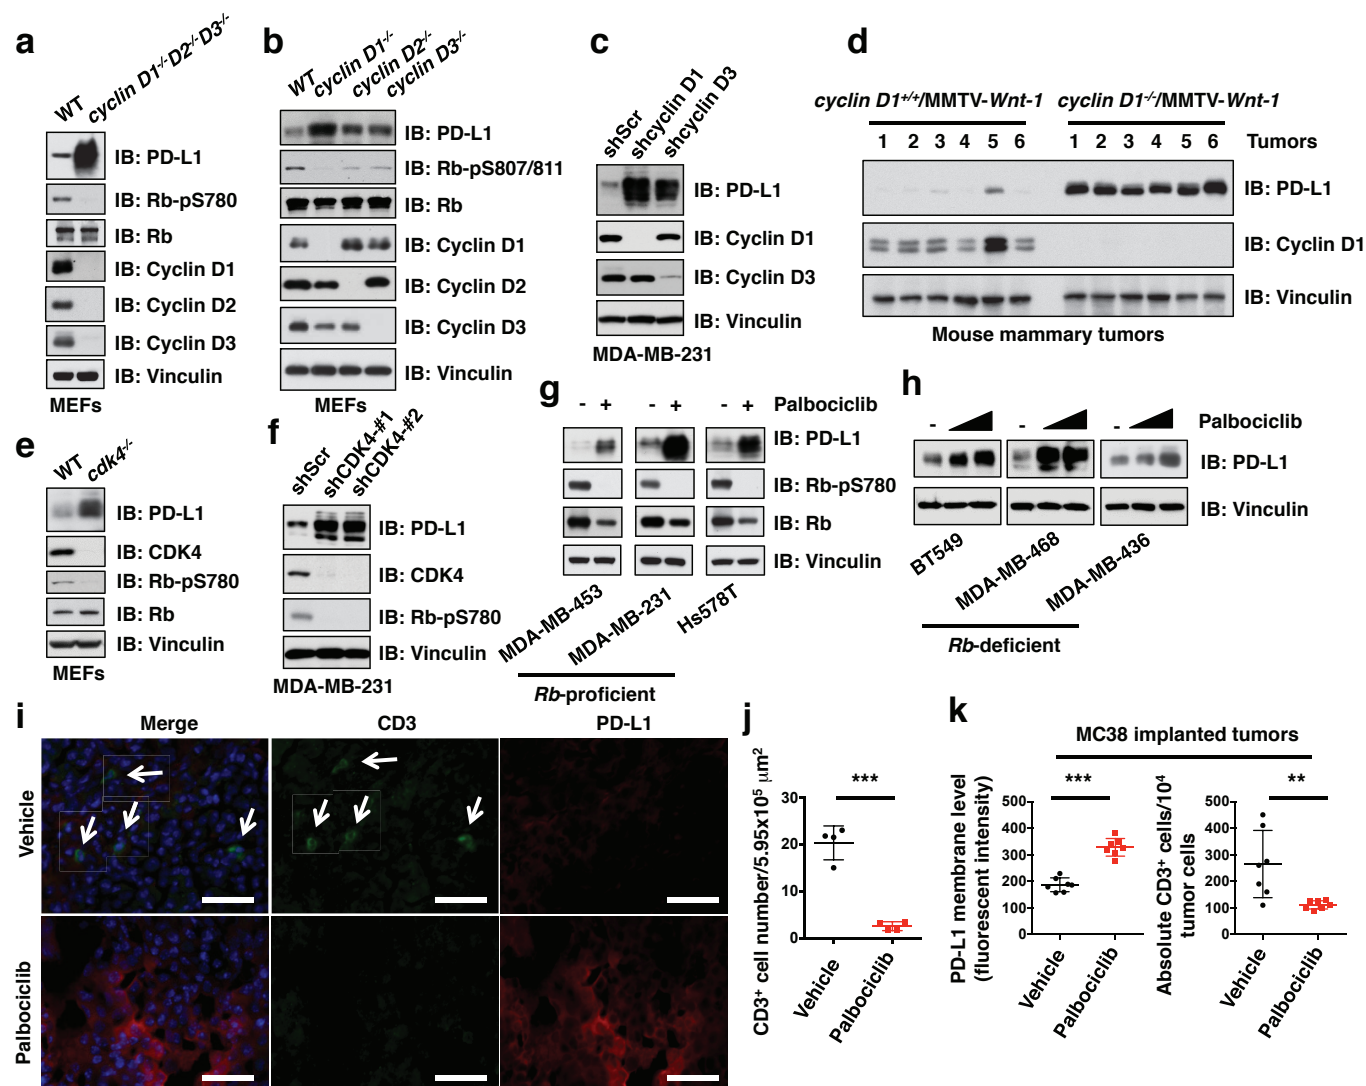 a
WT
cyclin D1-/-D2-/-D3-/-
IB: PD-L1
IB: Rb-pS780
IB: Rb
IB: Cyclin D1
IB: Cyclin D2
IB: Cyclin D3
IB: Vinculin
MEFs
b
WT
cyclin D1-/-
cyclin D2-/-
cyclin D3-/-
IB: PD-L1
IB: Rb-pS807/811
IB: Rb
IB: Cyclin D1
IB: Cyclin D2
IB: Cyclin D3
IB: Vinculin
MEFs
c
shScr
shcyclin D1
shcyclin D3
IB: PD-L1
IB: Cyclin D1
IB: Cyclin D3
IB: Vinculin
MDA-MB-231
d
cyclin D1+/+/MMTV-Wnt-1 cyclin D1-/-/MMTV-Wnt-1
1 2 3 4 5 6 1 2 3 4 5 6 Tumors
IB: PD-L1
IB: Cyclin D1
IB: Vinculin
Mouse mammary tumors
e
WT
cdk4-/-
IB: PD-L1
IB: CDK4
IB: Rb-pS780
IB: Rb
IB: Vinculin
MEFs
f
shScr
shCDK4-#1
shCDK4-#2
IB: PD-L1
IB: CDK4
IB: Rb-pS780
IB: Vinculin
MDA-MB-231
g
- + - + - + Palbociclib
IB: PD-L1
IB: Rb-pS780
IB: Rb
IB: Vinculin
MDA-MB-453
MDA-MB-231
Hs578T
Rb-proficient
h
- - - Palbociclib
IB: PD-L1
IB: Vinculin
BT549
MDA-MB-468
MDA-MB-436
Rb-deficient
i
Merge CD3 PD-L1
Vehicle
Palbociclib
j
CD3+ cell number/5.95x10⁵ μm²
***
30
20
10
0
Vehicle
Palbociclib
k
MC38 implanted tumors
PD-L1 membrane level
(fluorescent intensity)
***
500
400
300
200
100
0
Vehicle
Palbociclib
Absolute CD3+ cells/10⁴
tumor cells
**
500
400
300
200
100
0
Vehicle
Palbociclib